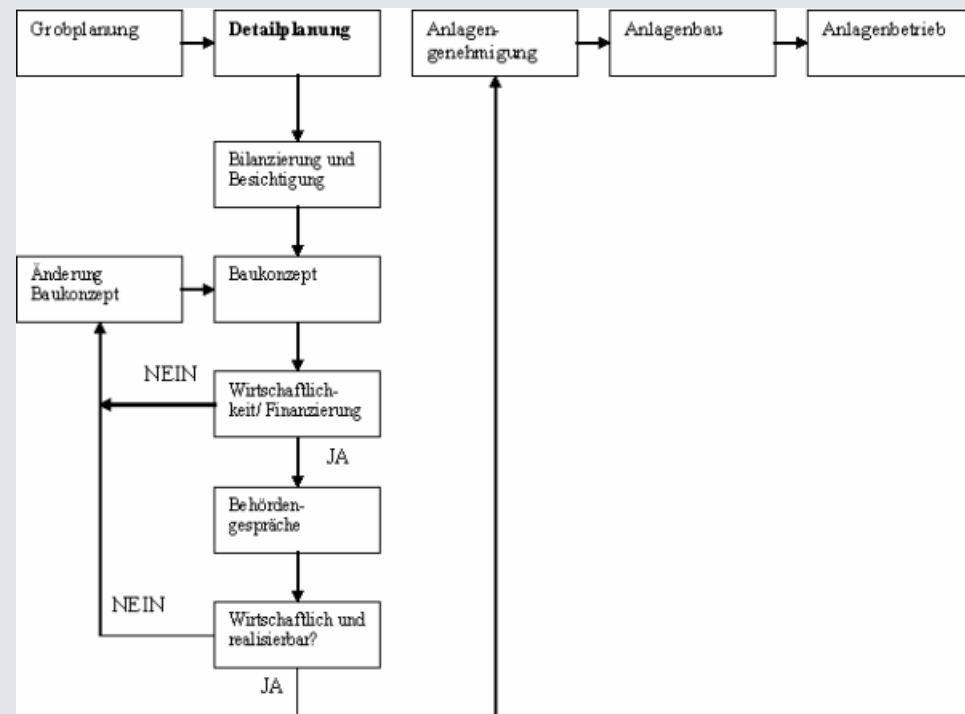 Grobplanung
Detailplanung
Anlagen-
genehmigung
Anlagenbau
Anlagenbetrieb
Bilanzierung und
Besichtigung
Änderung
Baukonzept
Baukonzept
NEIN
Wirtschaftlich-
keit/ Finanzierung
JA
Behörden-
gespräche
NEIN
Wirtschaftlich und
realisierbar?
JA